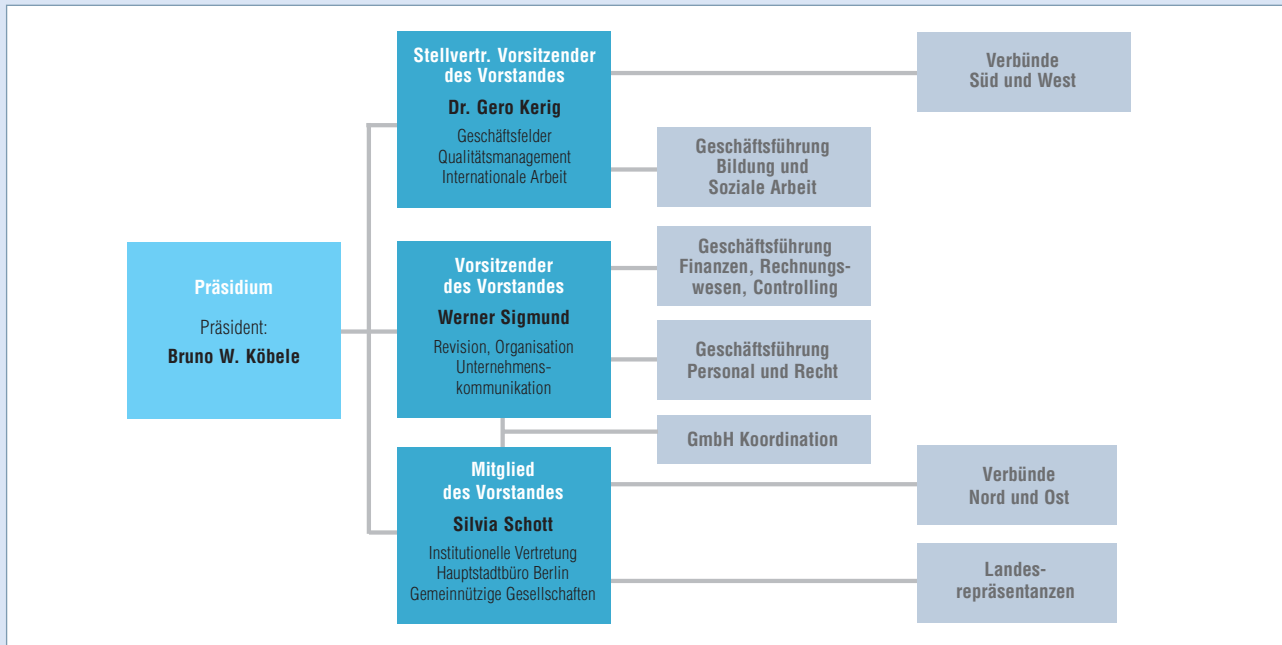 Präsidium
Präsident:
Bruno W. Köbele
Stellvertr. Vorsitzender
des Vorstandes
Dr. Gero Kerig
Geschäftsfelder
Qualitätsmanagement
Internationale Arbeit
Verbünde
Süd und West
Geschäftsführung
Bildung und
Soziale Arbeit
Vorsitzender
des Vorstandes
Werner Sigmund
Revision, Organisation
Unternehmens-
kommunikation
Geschäftsführung
Finanzen, Rechnungs-
wesen, Controlling
Geschäftsführung
Personal und Recht
GmbH Koordination
Mitglied
des Vorstandes
Silvia Schott
Institutionelle Vertretung
Hauptstadtbüro Berlin
Gemeinnützige Gesellschaften
Verbünde
Nord und Ost
Landes-
repräsentanzen